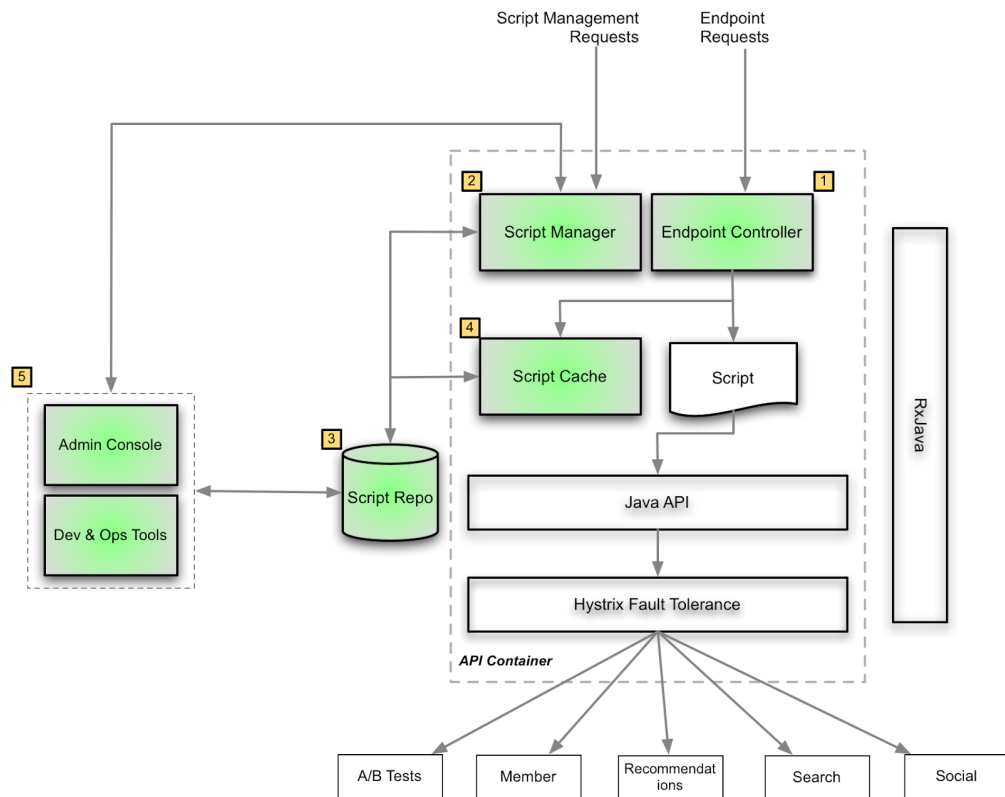 Script Management
Requests
Endpoint
Requests
2
1
Script Manager
Endpoint Controller
4
Script Cache
Script
5
Admin Console
Dev & Ops Tools
3
Script Repo
RxJava
Java API
Hystrix Fault Tolerance
API Container
A/B Tests
Member
Recommendat
ions
Search
Social